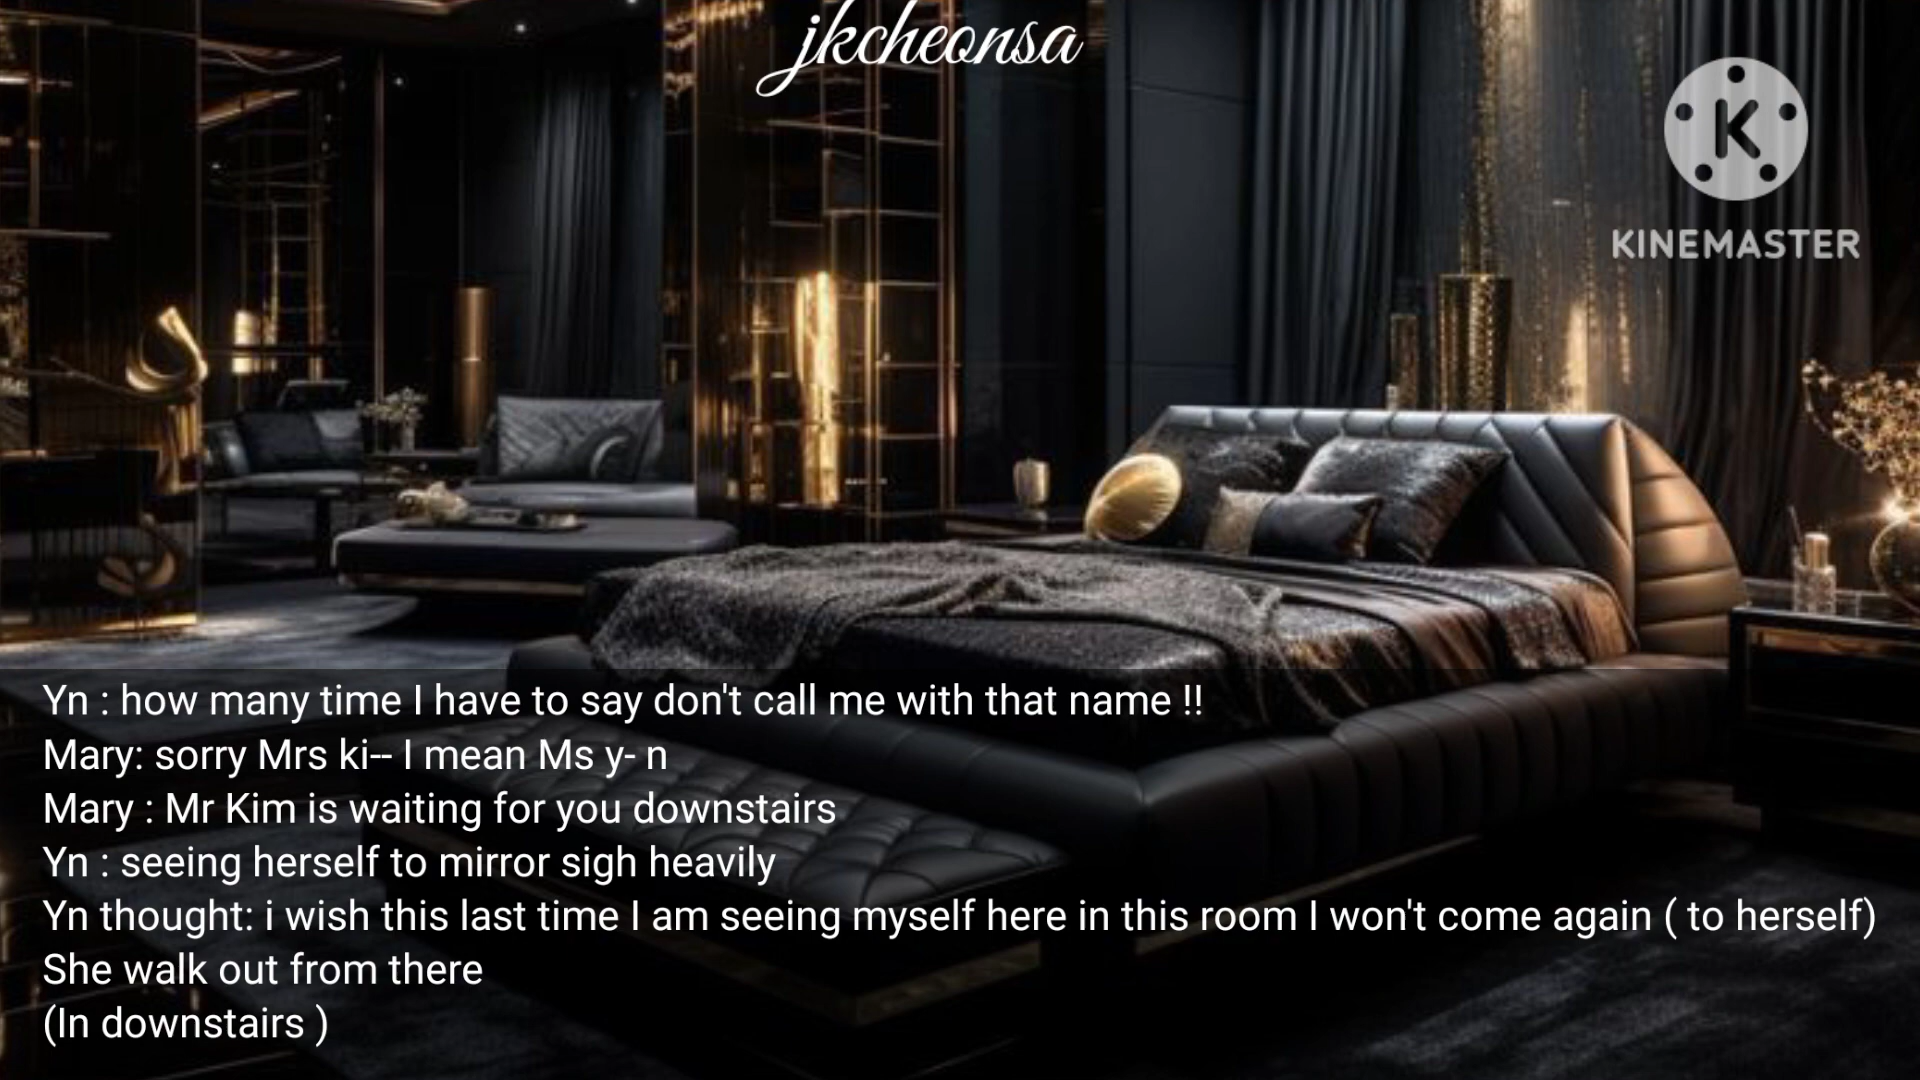 jkcheonsa
K
KINEMASTER
Yn : how many time I have to say don't call me with that name !!
Mary: sorry Mrs ki-- I mean Ms y- n
Mary : Mr Kim is waiting for you downstairs
Yn : seeing herself to mirror sigh heavily
Yn thought: i wish this last time I am seeing myself here in this room I won't come again ( to herself)
She walk out from there
(In downstairs )